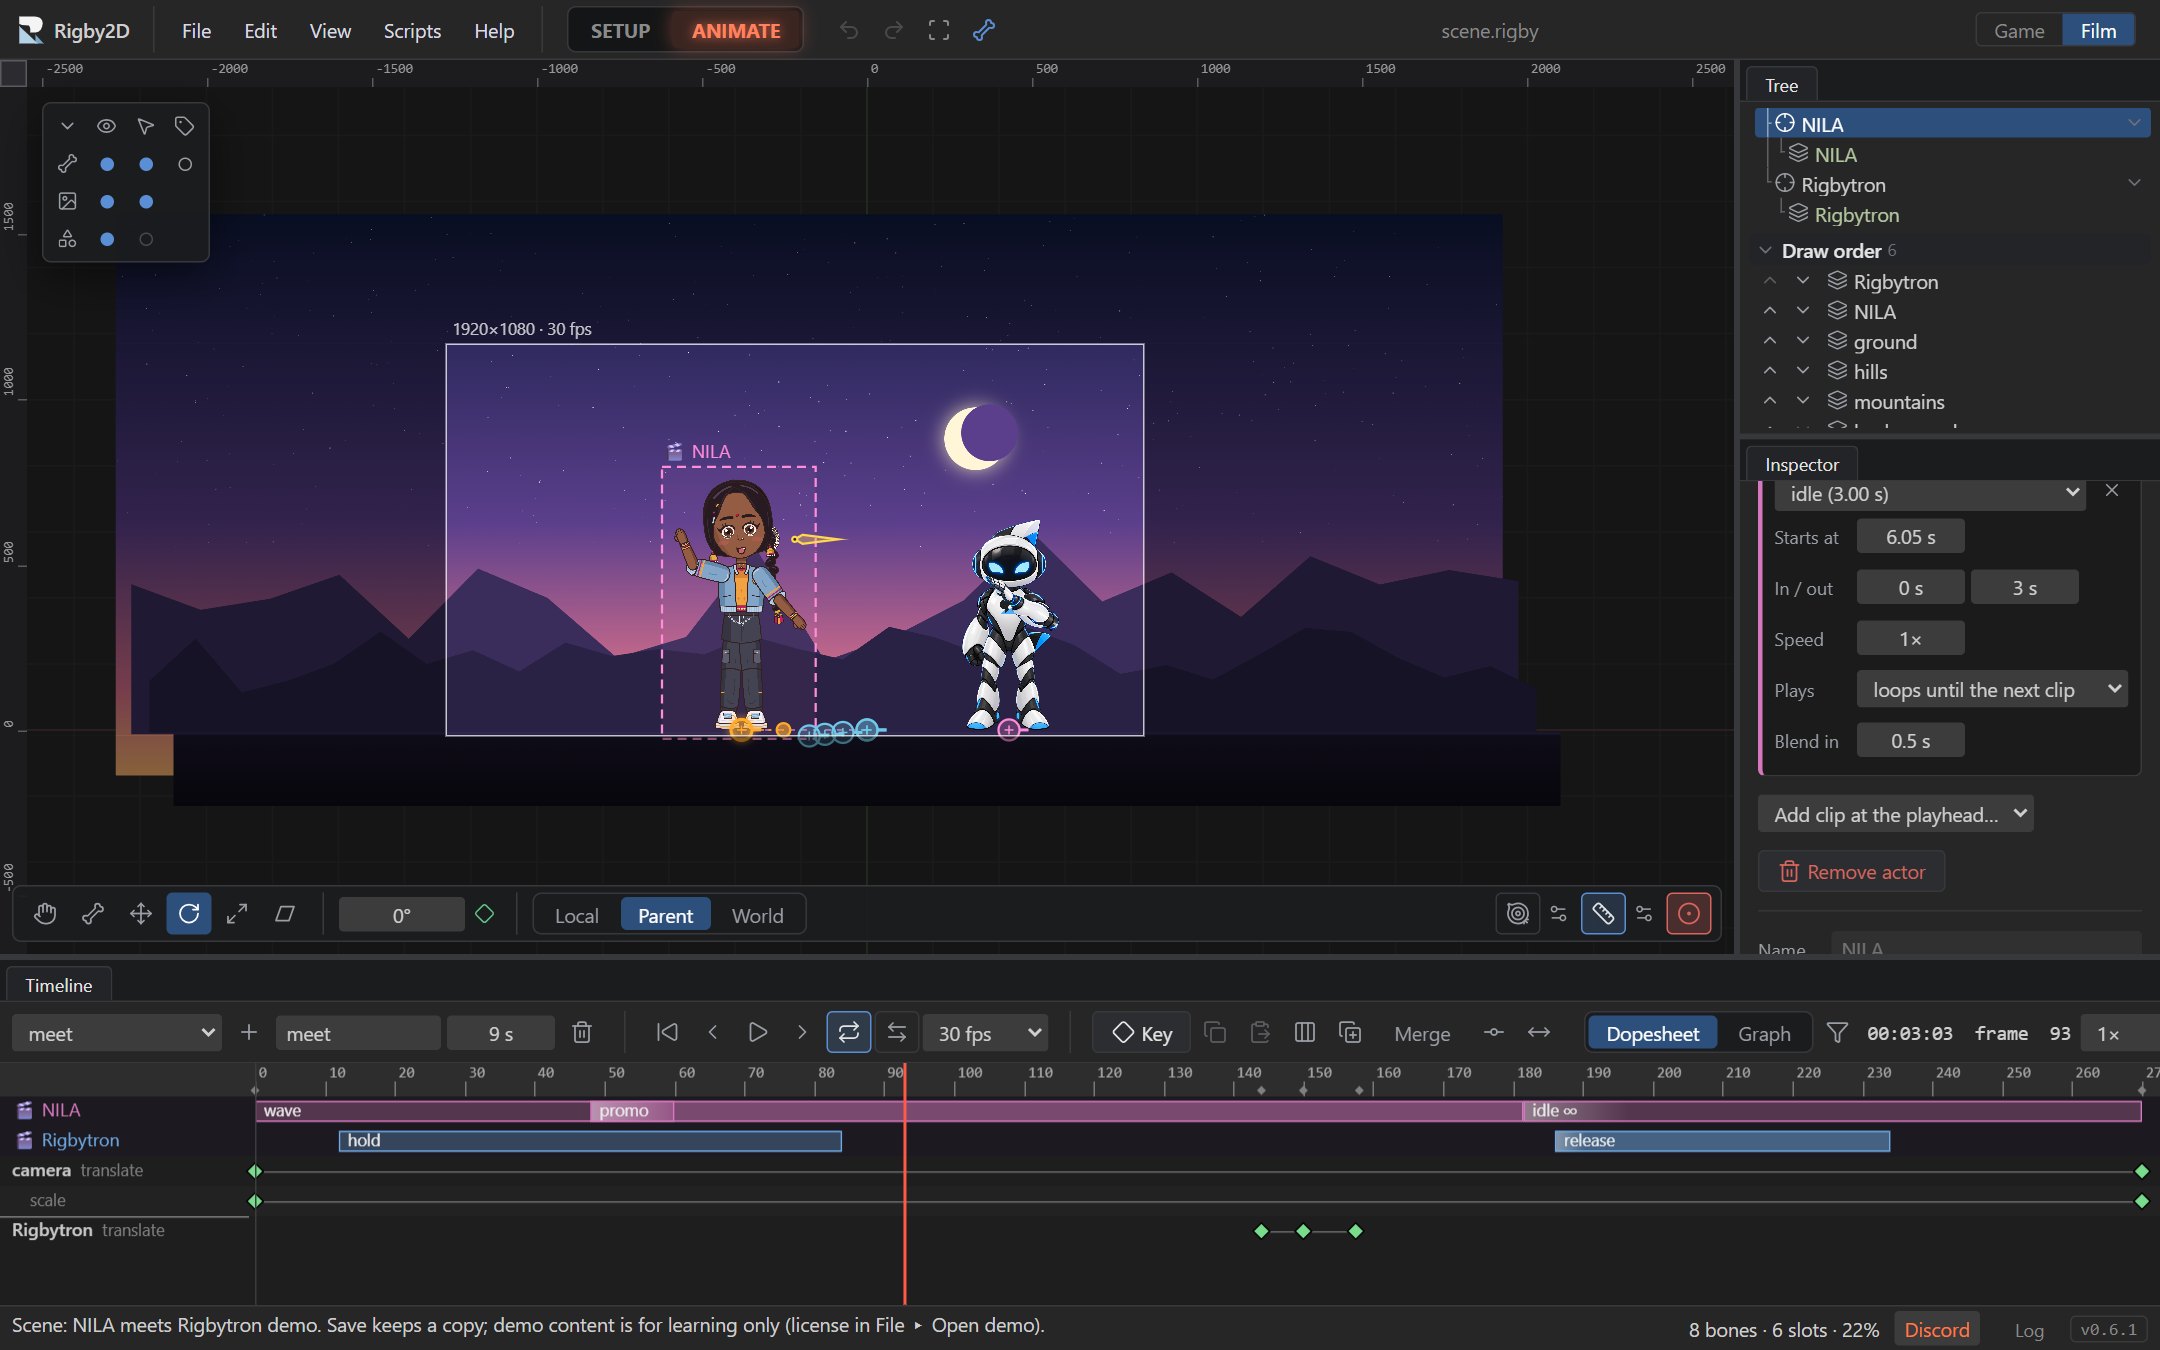 Rigby2D File Edit View Scripts Help SETUP ANIMATE scene.rigby Game Film
-2500 -2000 -1500 -1000 -500 0 500 1000 1500 2000 2500
1500
1000
500
0
-500
1920×1080 · 30 fps
NILA
Tree
NILA
NILA
Rigbytron
Rigbytron
Draw order 6
Rigbytron
NILA
ground
hills
mountains
Inspector
idle (3.00 s)
Starts at 6.05 s
In / out 0 s 3 s
Speed 1×
Plays loops until the next clip
Blend in 0.5 s
Add clip at the playhead...
Remove actor
Name NILA
0° Local Parent World
Timeline
meet meet 9 s 30 fps Key Merge Dopesheet Graph 00:03:03 frame 93 1×
0 10 20 30 40 50 60 70 80 90 100 110 120 130 140 150 160 170 180 190 200 210 220 230 240 250 260 27
NILA wave promo idle ∞
Rigbytron hold release
camera translate
scale
Rigbytron translate
Scene: NILA meets Rigbytron demo. Save keeps a copy; demo content is for learning only (license in File ▸ Open demo).
8 bones · 6 slots · 22% Discord Log v0.6.1